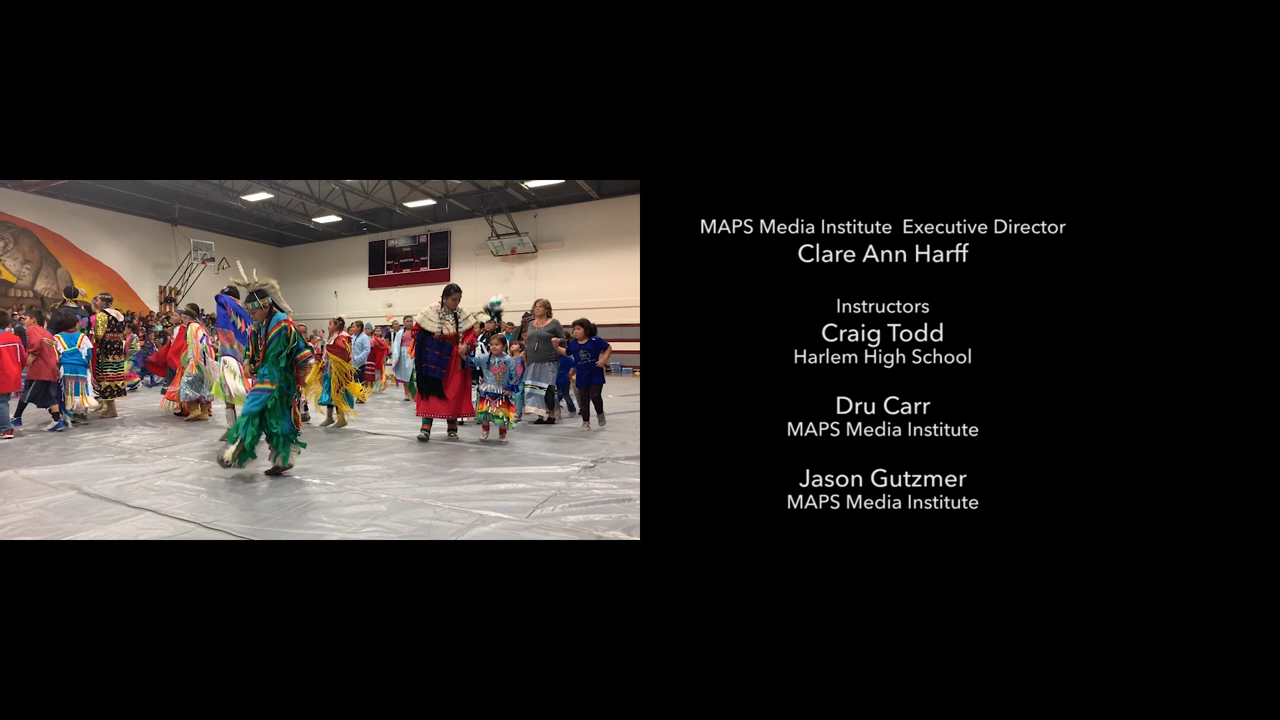 MAPS Media Institute  Executive Director
Clare Ann Harff
Instructors
Craig Todd
Harlem High School
Dru Carr
MAPS Media Institute
Jason Gutzmer
MAPS Media Institute